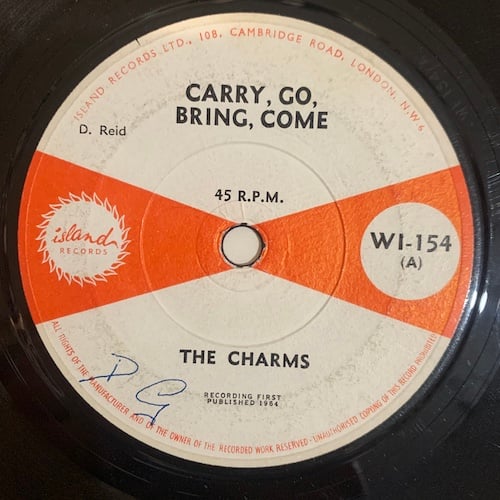 ISLAND RECORDS LTD., 108, CAMBRIDGE ROAD, LONDON, N.W.6
CARRY, GO,
BRING, COME
D. Reid
45 R.P.M.
island
RECORDS
WI-154
(A)
THE CHARMS
D G
RECORDING FIRST
PUBLISHED 1964
ALL RIGHTS OF THE MANUFACTURER AND OF THE OWNER OF THE RECORDED WORK RESERVED - UNAUTHORISED COPYING OF THIS RECORD PROHIBITED